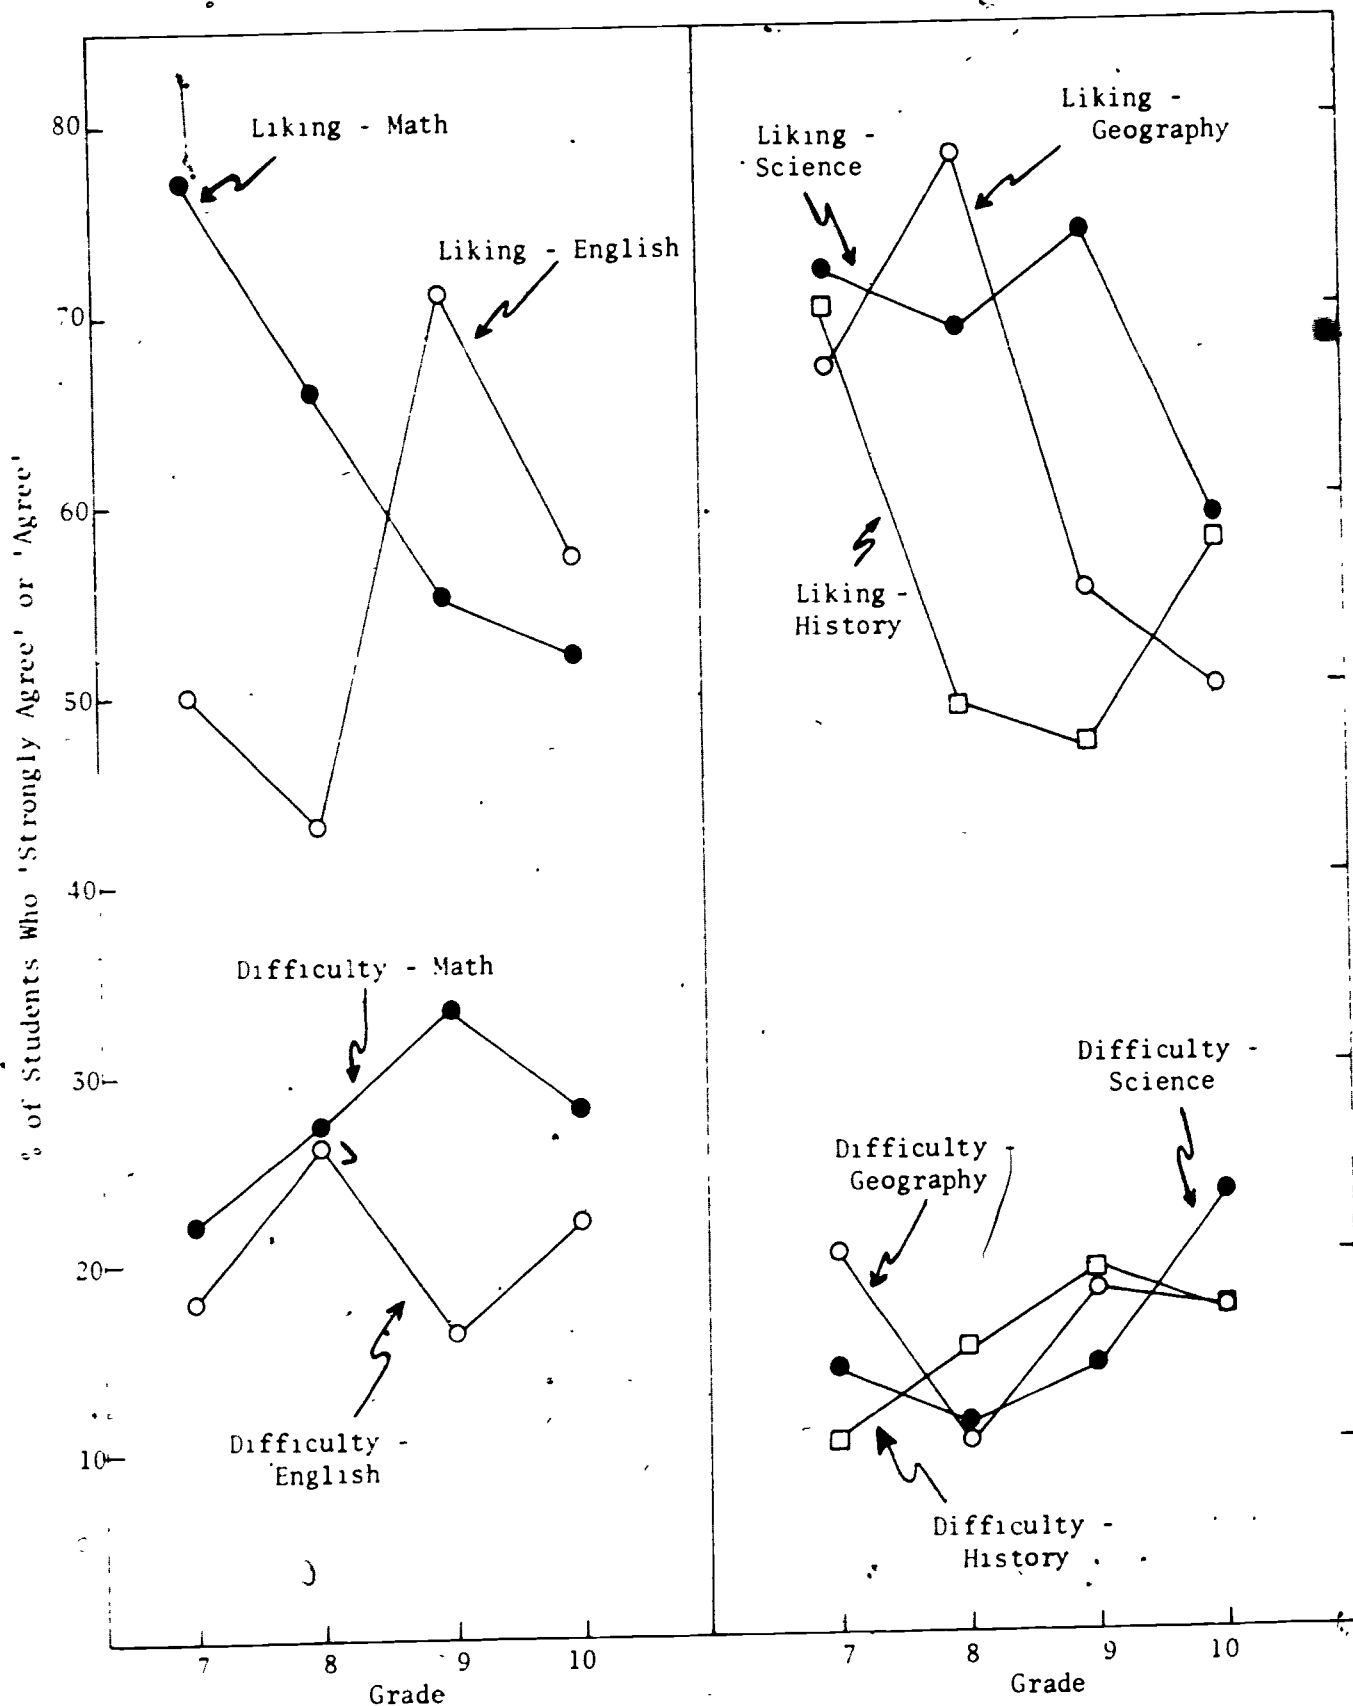 % of Students Who 'Strongly Agree' or 'Agree'
80
70
60
50
40
30
20
10
Liking - Math
Liking - English
Difficulty - Math
Difficulty -
English
7
8
9
10
Grade
Liking -
Science
Liking -
Geography
Liking -
History
Difficulty -
Science
Difficulty -
Geography
Difficulty -
History
7
8
9
10
Grade